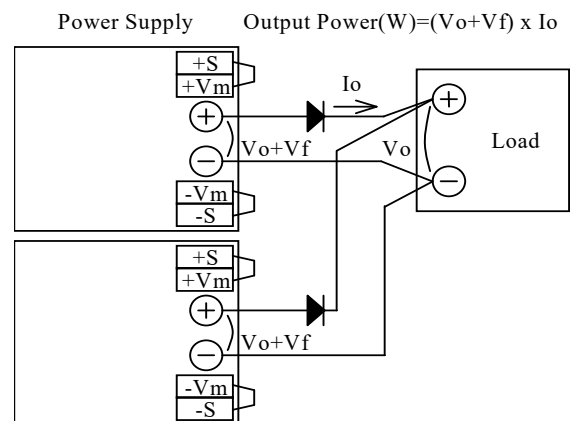 Power Supply
Output Power(W)=(Vo+Vf) x Io
+S
+Vm
+
Io
+
Vo+Vf
Vo
Load
−
−
-Vm
-S
+S
+Vm
+
Vo+Vf
−
-Vm
-S